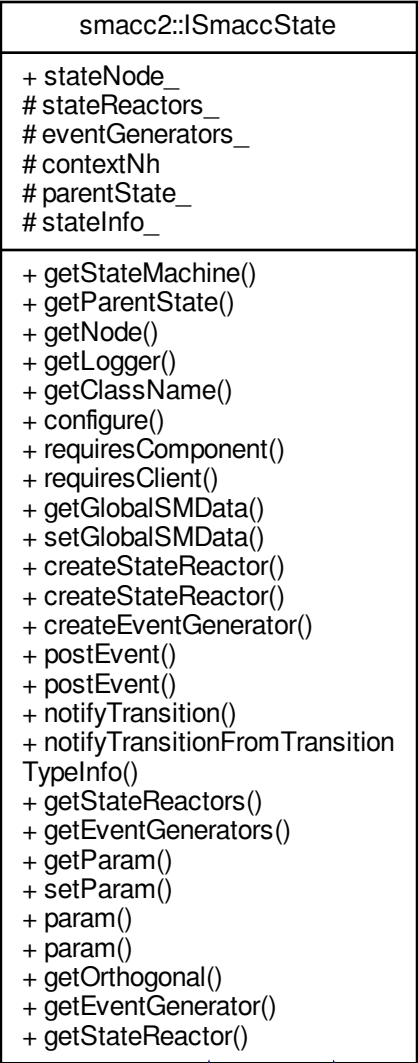 smacc2::ISmaccState
+ stateNode_
# stateReactors_
# eventGenerators_
# contextNh
# parentState_
# stateInfo_
+ getStateMachine()
+ getParentState()
+ getNode()
+ getLogger()
+ getClassName()
+ configure()
+ requiresComponent()
+ requiresClient()
+ getGlobalSMData()
+ setGlobalSMData()
+ createStateReactor()
+ createStateReactor()
+ createEventGenerator()
+ postEvent()
+ postEvent()
+ notifyTransition()
+ notifyTransitionFromTransition
TypeInfo()
+ getStateReactors()
+ getEventGenerators()
+ getParam()
+ setParam()
+ param()
+ param()
+ getOrthogonal()
+ getEventGenerator()
+ getStateReactor()